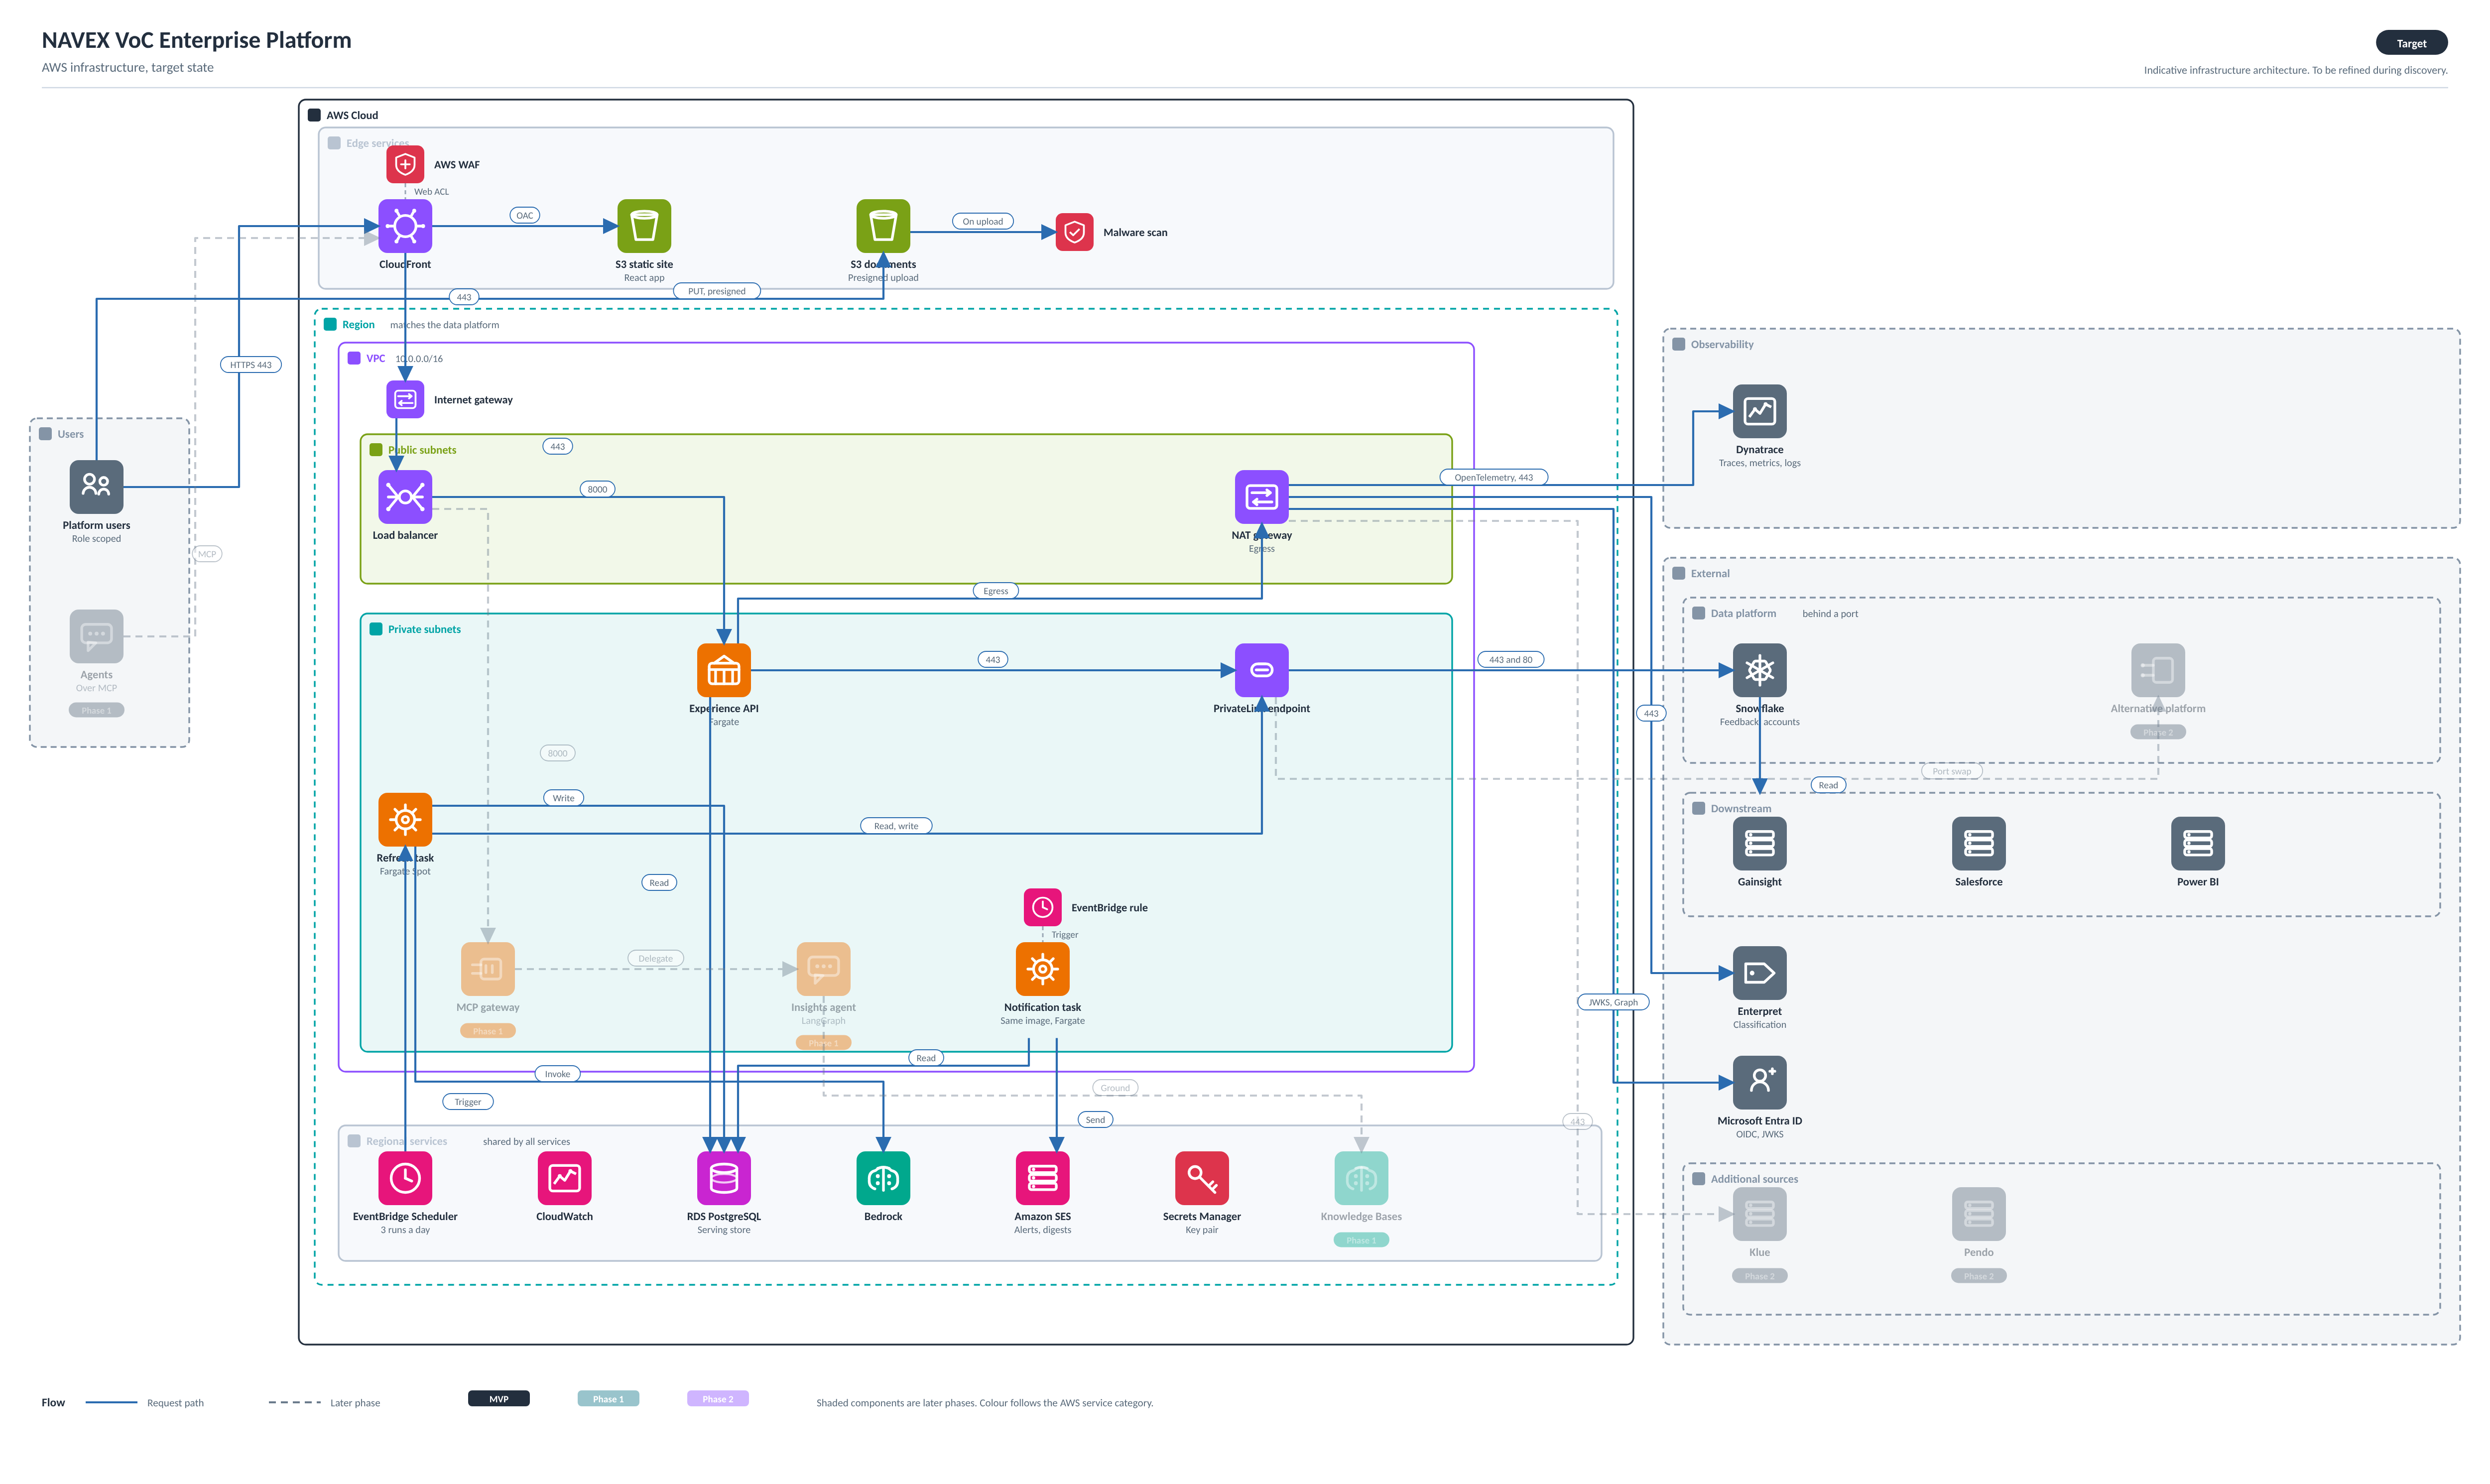 NAVEX VoC Enterprise Platform
AWS infrastructure, target state
Target
Indicative infrastructure architecture. To be refined during discovery.
AWS Cloud
Edge services
AWS WAF
Web ACL
OAC
On upload
Malware scan
CloudFront
S3 static site
React app
S3 documents
Presigned upload
443
PUT, presigned
Region
matches the data platform
VPC
10.0.0.0/16
HTTPS 443
Internet gateway
Users
Platform users
Role scoped
MCP
Agents
Over MCP
Phase 1
Public subnets
443
8000
Load balancer
NAT gateway
Egress
OpenTelemetry, 443
Egress
Private subnets
443
443 and 80
Experience API
Fargate
PrivateLink endpoint
443
8000
Write
Read, write
Refresh task
Fargate Spot
Read
EventBridge rule
Trigger
Delegate
MCP gateway
Phase 1
Insights agent
LangGraph
Phase 1
Notification task
Same image, Fargate
JWKS, Graph
Read
Invoke
Ground
Trigger
Send
443
Regional services
shared by all services
EventBridge Scheduler
3 runs a day
CloudWatch
RDS PostgreSQL
Serving store
Bedrock
Amazon SES
Alerts, digests
Secrets Manager
Key pair
Knowledge Bases
Phase 1
Observability
Dynatrace
Traces, metrics, logs
External
Data platform
behind a port
Snowflake
Feedback, accounts
Alternative platform
Phase 2
Port swap
Read
Downstream
Gainsight
Salesforce
Power BI
Enterpret
Classification
Microsoft Entra ID
OIDC, JWKS
Additional sources
Klue
Phase 2
Pendo
Phase 2
Flow
Request path
Later phase
MVP
Phase 1
Phase 2
Shaded components are later phases. Colour follows the AWS service category.